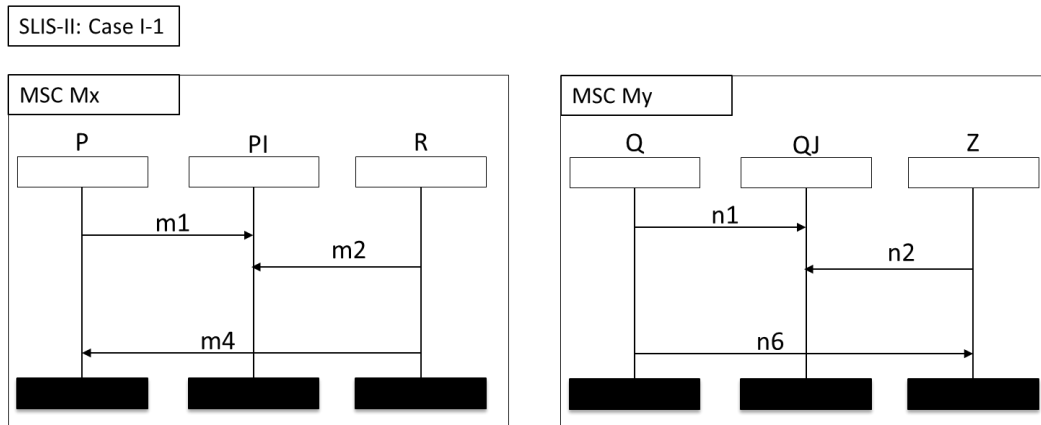 SLIS-II: Case I-1
MSC Mx
P
PI
R
m1
m2
m4
MSC My
Q
QJ
Z
n1
n2
n6